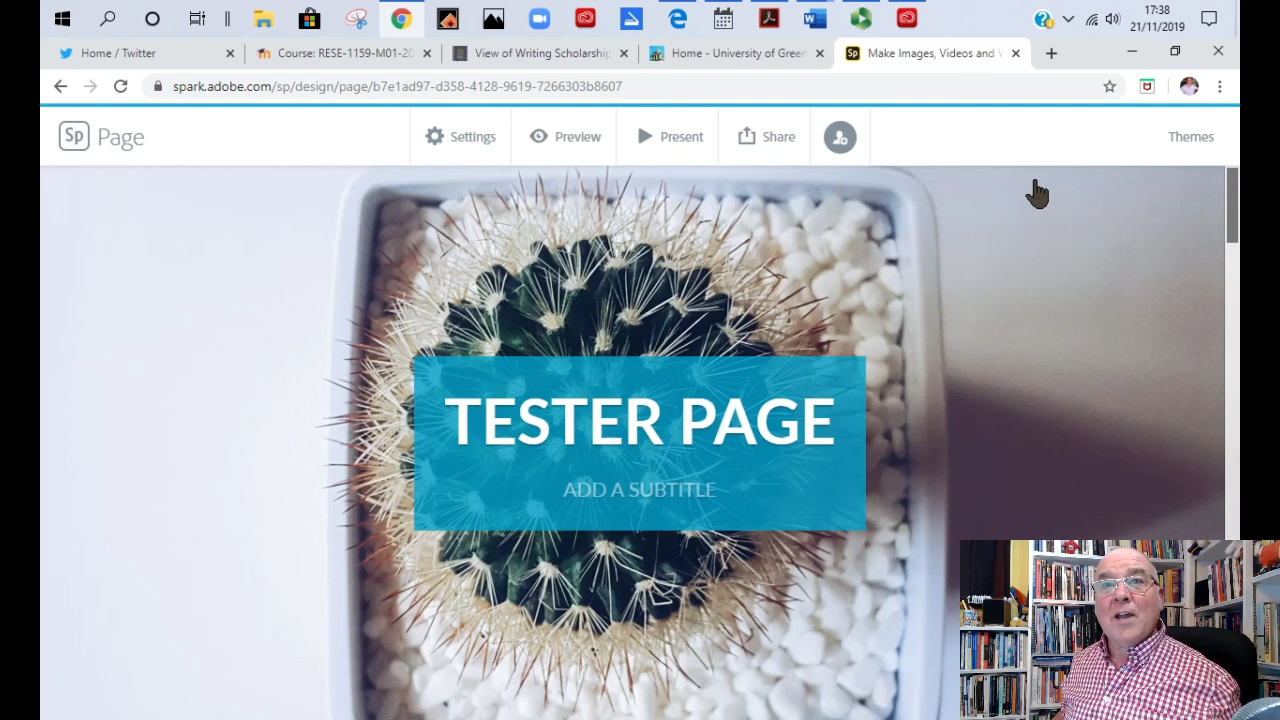 17:38
21/11/2019
Home / Twitter
Course: RESE-1159-M01-20
View of Writing Scholarship
Home - University of Green
Make Images, Videos and
spark.adobe.com/sp/design/page/b7e1ad97-d358-4128-9619-7266303b8607
Sp Page
Settings
Preview
Present
Share
Themes
TESTER PAGE
ADD A SUBTITLE